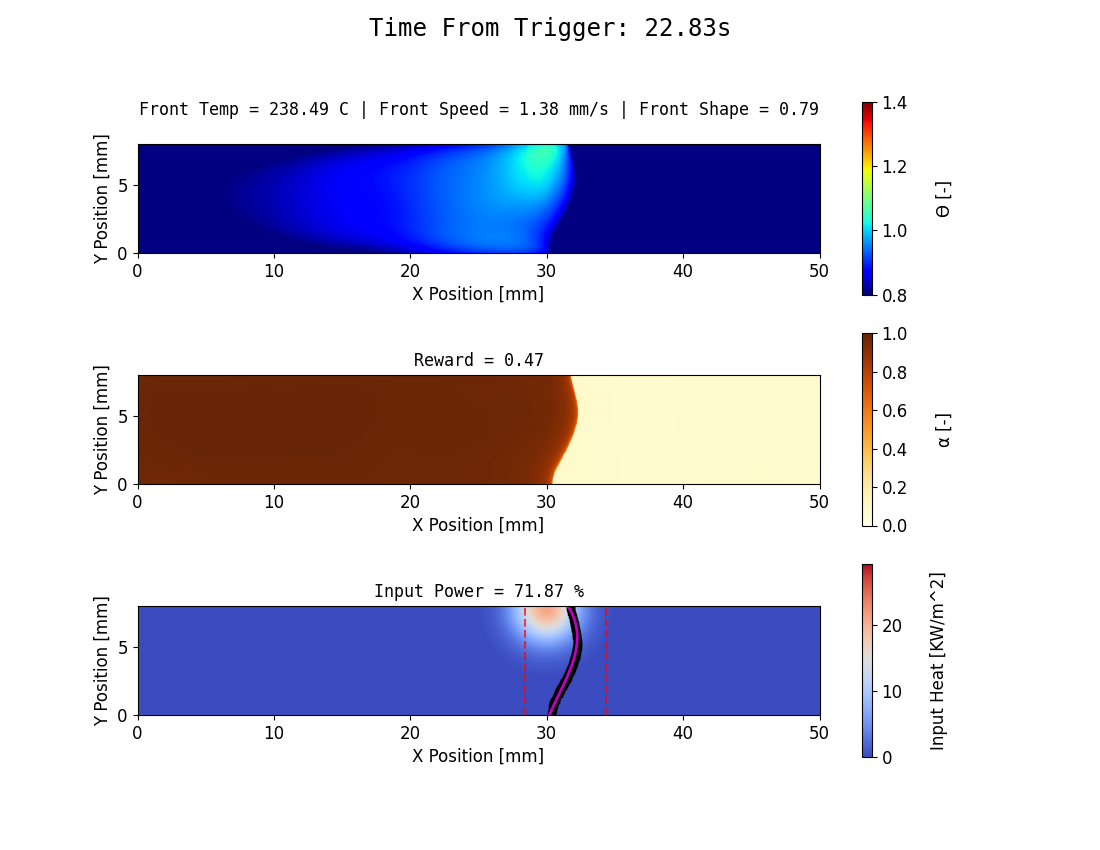 Time From Trigger: 22.83s
Front Temp = 238.49 C | Front Speed = 1.38 mm/s | Front Shape = 0.79
Y Position [mm]
5
0
0 10 20 30 40 50
X Position [mm]
1.4
1.2
1.0
0.8
Θ [-]
Reward = 0.47
Y Position [mm]
5
0
0 10 20 30 40 50
X Position [mm]
1.0
0.8
0.6
0.4
0.2
0.0
α [-]
Input Power = 71.87 %
Y Position [mm]
5
0
0 10 20 30 40 50
X Position [mm]
20
10
0
Input Heat [KW/m^2]